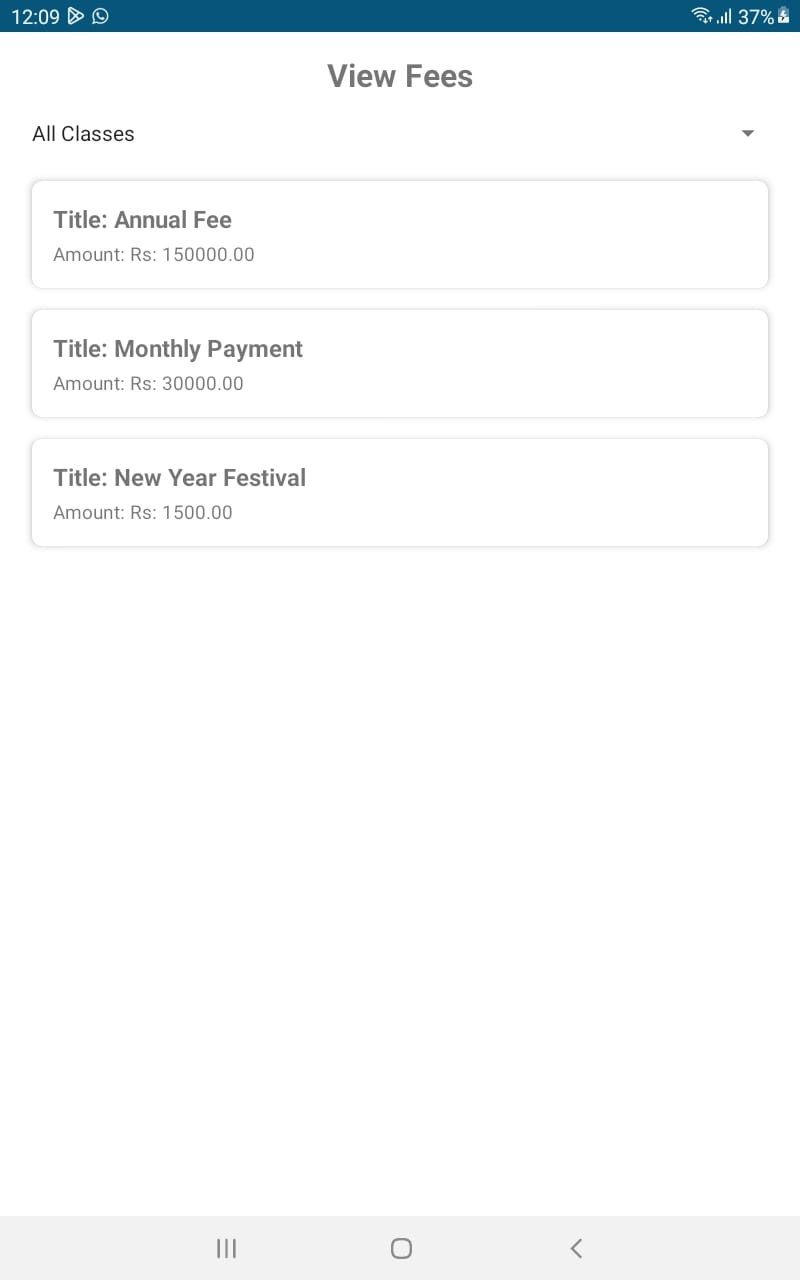 12:09 37%
View Fees
All Classes
Title: Annual Fee
Amount: Rs: 150000.00
Title: Monthly Payment
Amount: Rs: 30000.00
Title: New Year Festival
Amount: Rs: 1500.00